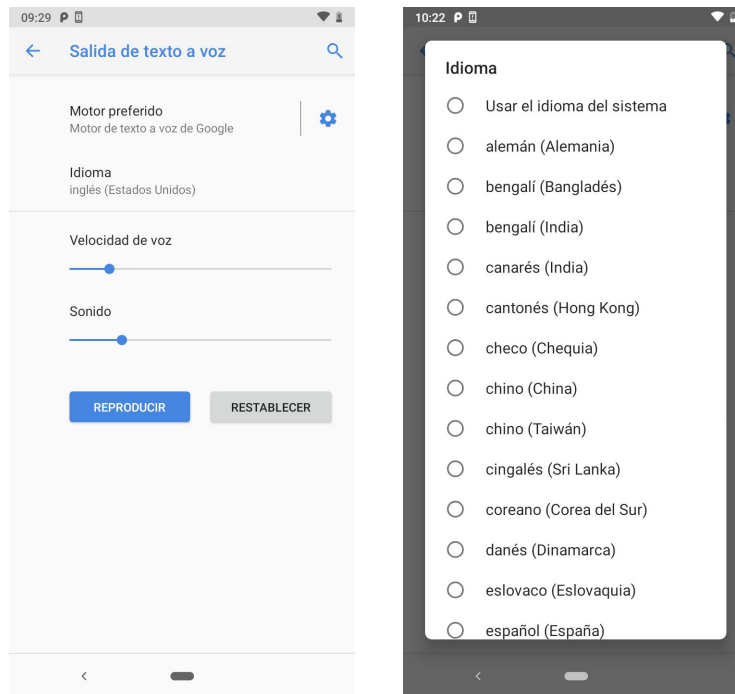 09:29
Salida de texto a voz
Motor preferido
Motor de texto a voz de Google
Idioma
inglés (Estados Unidos)
Velocidad de voz
Sonido
REPRODUCIR
RESTABLECER
10:22
Idioma
Usar el idioma del sistema
alemán (Alemania)
bengalí (Bangladés)
bengalí (India)
canarés (India)
cantonés (Hong Kong)
checo (Chequia)
chino (China)
chino (Taiwán)
cingalés (Sri Lanka)
coreano (Corea del Sur)
danés (Dinamarca)
eslovaco (Eslovaquia)
español (España)